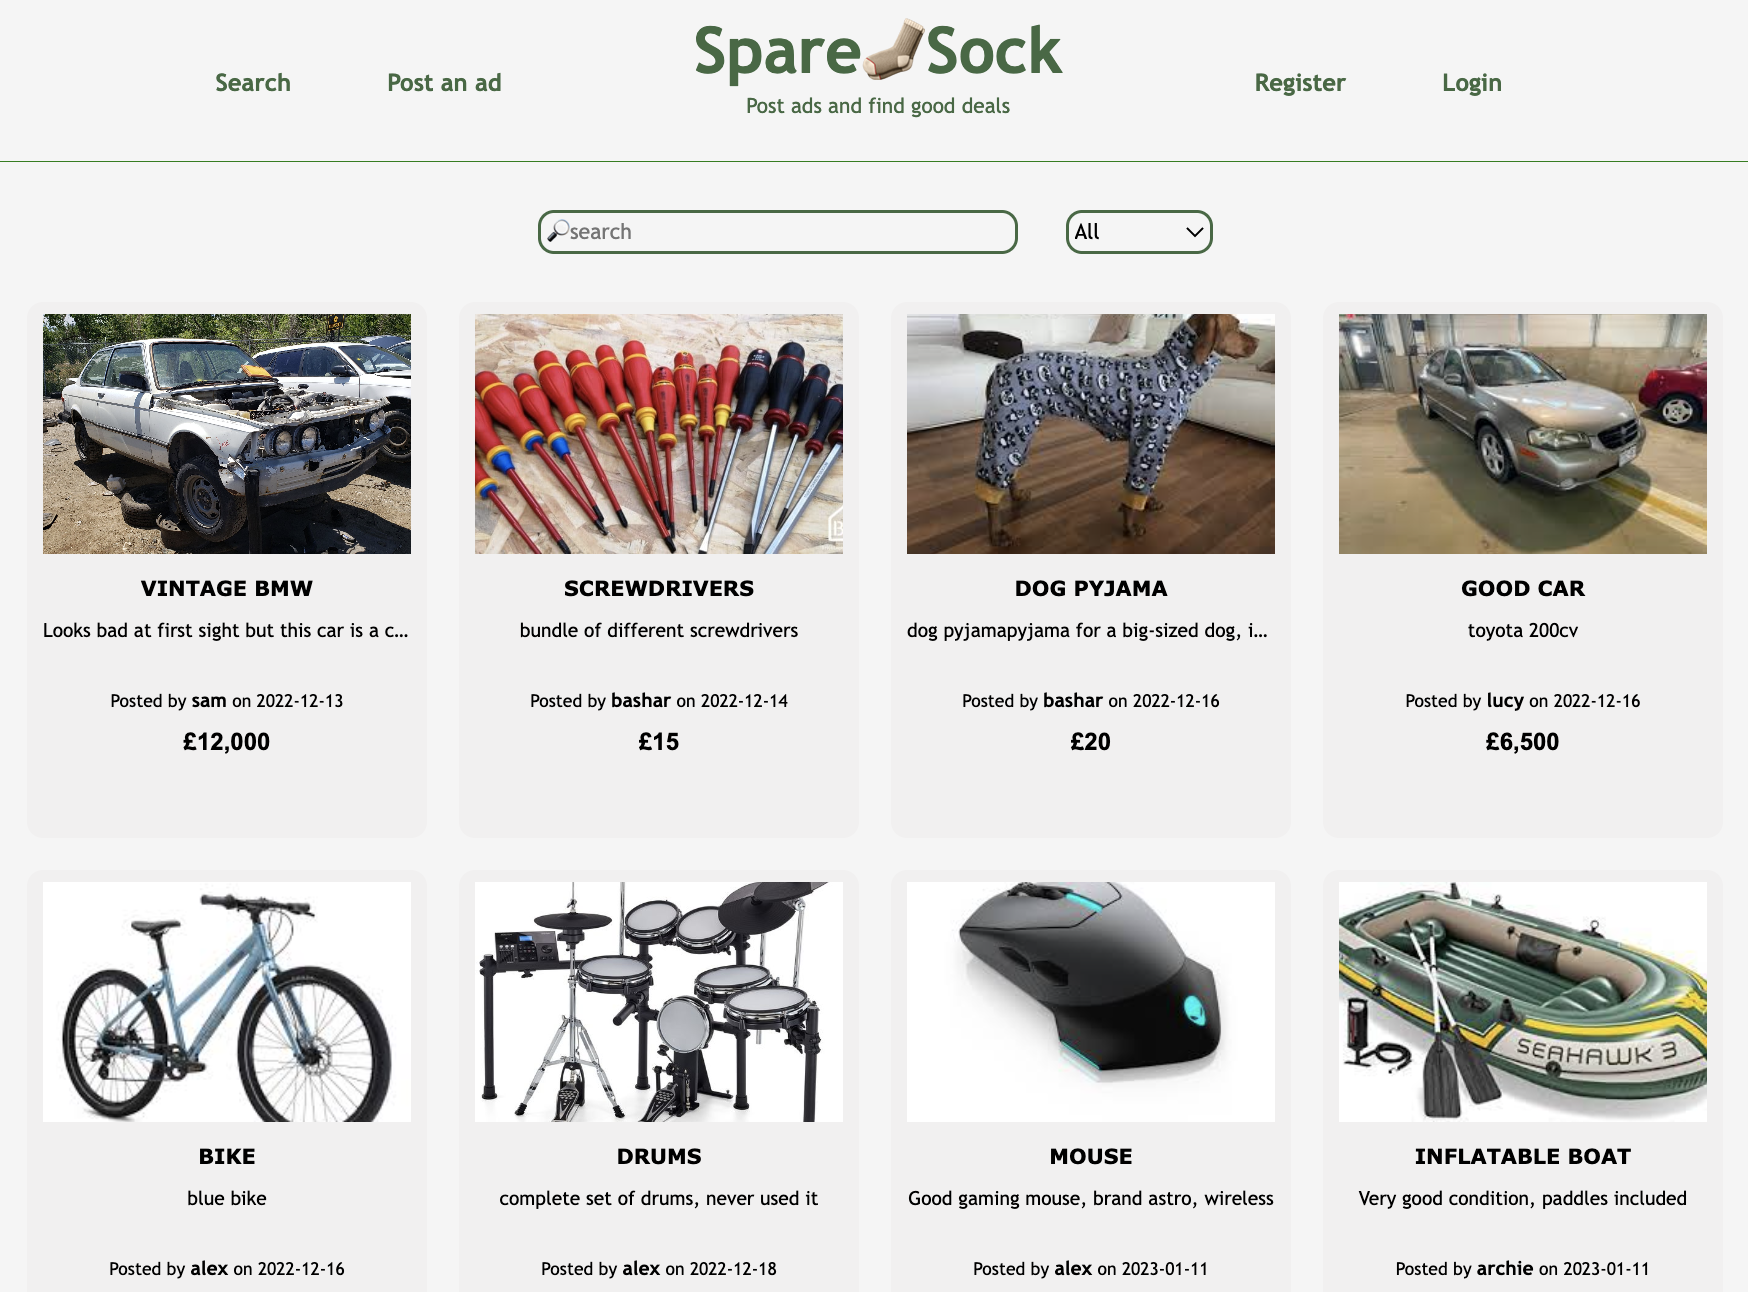 Spare Sock
Search
Post an ad
Register
Login
Post ads and find good deals
search
All
VINTAGE BMW
Looks bad at first sight but this car is a c...
Posted by sam on 2022-12-13
£12,000
SCREWDRIVERS
bundle of different screwdrivers
Posted by bashar on 2022-12-14
£15
DOG PYJAMA
dog pyjamapyjama for a big-sized dog, i...
Posted by bashar on 2022-12-16
£20
GOOD CAR
toyota 200cv
Posted by lucy on 2022-12-16
£6,500
BIKE
blue bike
Posted by alex on 2022-12-16
DRUMS
complete set of drums, never used it
Posted by alex on 2022-12-18
MOUSE
Good gaming mouse, brand astro, wireless
Posted by alex on 2023-01-11
SEAHAWK 3
INFLATABLE BOAT
Very good condition, paddles included
Posted by archie on 2023-01-11